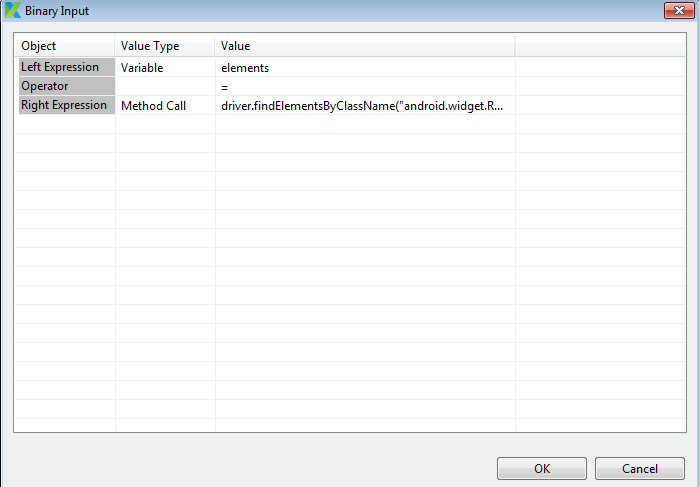 Binary Input
Object Value Type Value
Left Expression Variable elements
Operator =
Right Expression Method Call driver.findElementsByClassName("android.widget.R...
OK Cancel